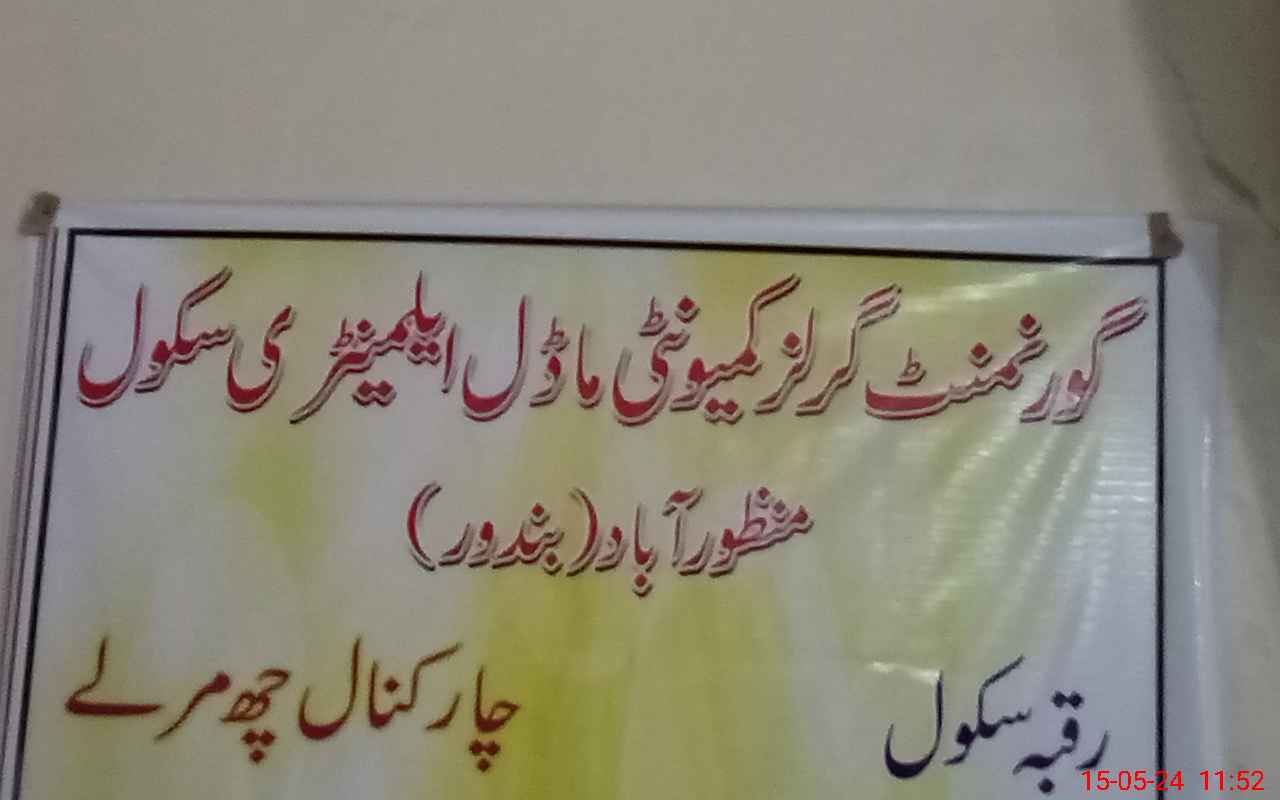 گورنمنٹ گرلز کمیونٹی ماڈل ایلیمینٹری سکول
منظور آباد (بندور)
رقبہ سکول چار کنال چھ مرلے
15-05-24 11:52